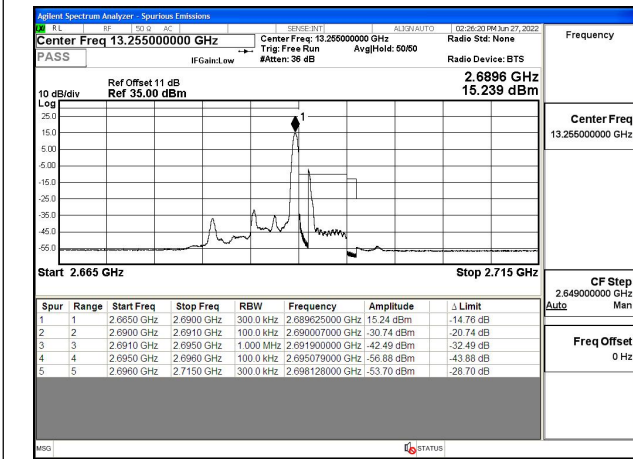 Agilent Spectrum Analyzer - Spurious Emissions
RL RF 50 Ω AC SENSE:INT ALIGNAUTO 02:26:20 PM Jun 27, 2022
Center Freq 13.255000000 GHz Center Freq: 13.255000000 GHz Radio Std: None
Trig: Free Run Avg|Hold: 50/50
PASS IFGain:Low #Atten: 36 dB Radio Device: BTS
Frequency
2.6896 GHz
15.239 dBm
Ref Offset 11 dB
10 dB/div Ref 35.00 dBm
Log
25.0
15.0
5.00
-5.00
-15.0
-25.0
-35.0
-45.0
-55.0
1
Start 2.665 GHz Stop 2.715 GHz
Center Freq
13.255000000 GHz
CF Step
2.649000000 GHz
Auto Man
Freq Offset
0 Hz
Spur Range Start Freq Stop Freq RBW Frequency Amplitude Δ Limit
1 1 2.6650 GHz 2.6900 GHz 300.0 kHz 2.689625000 GHz 15.24 dBm -14.76 dB
2 2 2.6900 GHz 2.6910 GHz 100.0 kHz 2.690007000 GHz -30.74 dBm -20.74 dB
3 3 2.6910 GHz 2.6950 GHz 1.000 MHz 2.691900000 GHz -42.49 dBm -32.49 dB
4 4 2.6950 GHz 2.6960 GHz 100.0 kHz 2.695079000 GHz -56.88 dBm -43.88 dB
5 5 2.6960 GHz 2.7150 GHz 300.0 kHz 2.698128000 GHz -53.70 dBm -28.70 dB
MSG STATUS